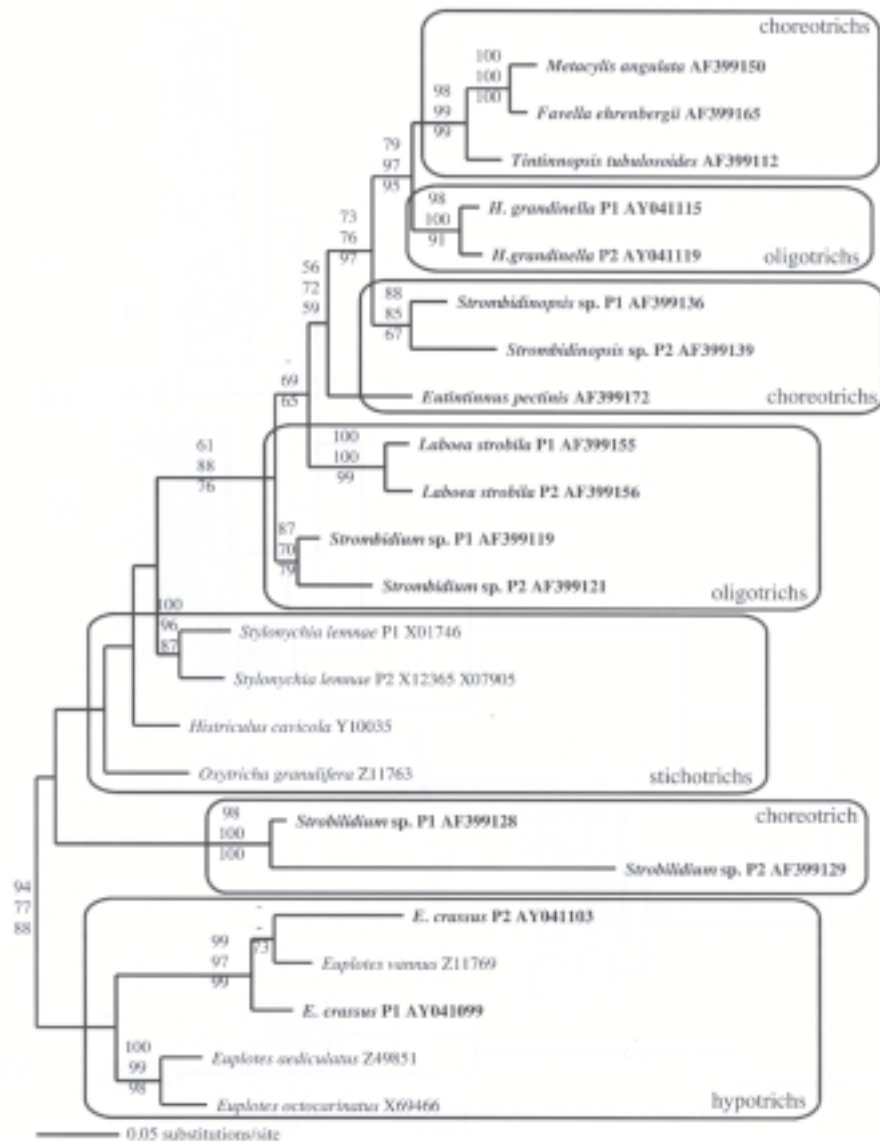 choreotrichs
100
100
100
Metacylis angulata AF399150
98
99
99
Favella ehrenbergii AF399165
79
97
95
Tintinnopsis tubulosoides AF399112
98
100
91
H. grandinella P1 AY041115
73
76
97
H.grandinella P2 AY041119
oligotrichs
56
72
59
88
85
67
Strombidinopsis sp. P1 AF399136
Strombidinopsis sp. P2 AF399139
-
69
65
Eutintinnus pectinis AF399172
choreotrichs
61
88
76
100
100
99
Laboea strobila P1 AF399155
Laboea strobila P2 AF399156
87
70
79
Strombidium sp. P1 AF399119
Strombidium sp. P2 AF399121
oligotrichs
100
96
87
Stylonychia lemnae P1 X01746
Stylonychia lemnae P2 X12365 X07905
Histriculus cavicola Y10035
Oxytricha granulifera Z11763
stichotrichs
98
100
100
Strobilidium sp. P1 AF399128
choreotrich
Strobilidium sp. P2 AF399129
94
77
88
-
-
73
E. crassus P2 AY041103
99
97
99
Euplotes vannus Z11769
E. crassus P1 AY041099
100
99
98
Euplotes aediculatus Z49851
Euplotes octocarinatus X69466
hypotrichs
0.05 substitutions/site